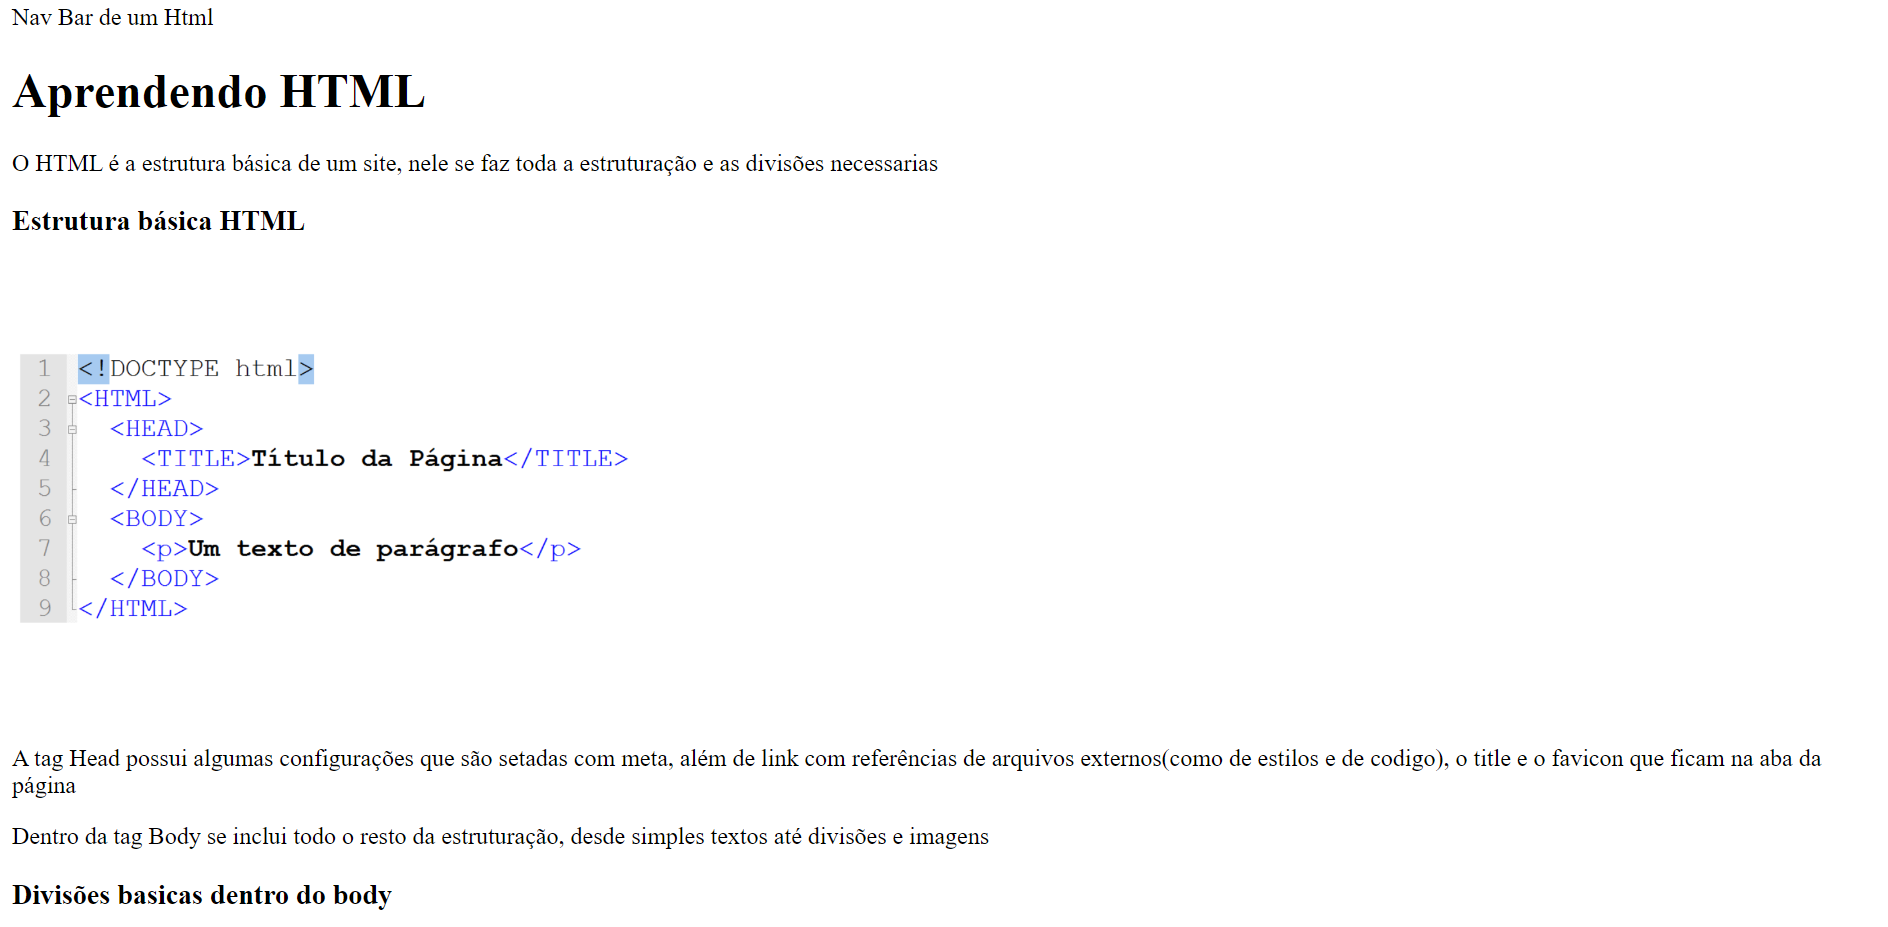 Nav Bar de um Html
Aprendendo HTML
O HTML é a estrutura básica de um site, nele se faz toda a estruturação e as divisões necessarias
Estrutura básica HTML
1 <!DOCTYPE html>
2 <HTML>
3 <HEAD>
4 <TITLE>Título da Página</TITLE>
5 </HEAD>
6 <BODY>
7 <p>Um texto de parágrafo</p>
8 </BODY>
9 </HTML>
A tag Head possui algumas configurações que são setadas com meta, além de link com referências de arquivos externos(como de estilos e de codigo), o title e o favicon que ficam na aba da
página
Dentro da tag Body se inclui todo o resto da estruturação, desde simples textos até divisões e imagens
Divisões basicas dentro do body